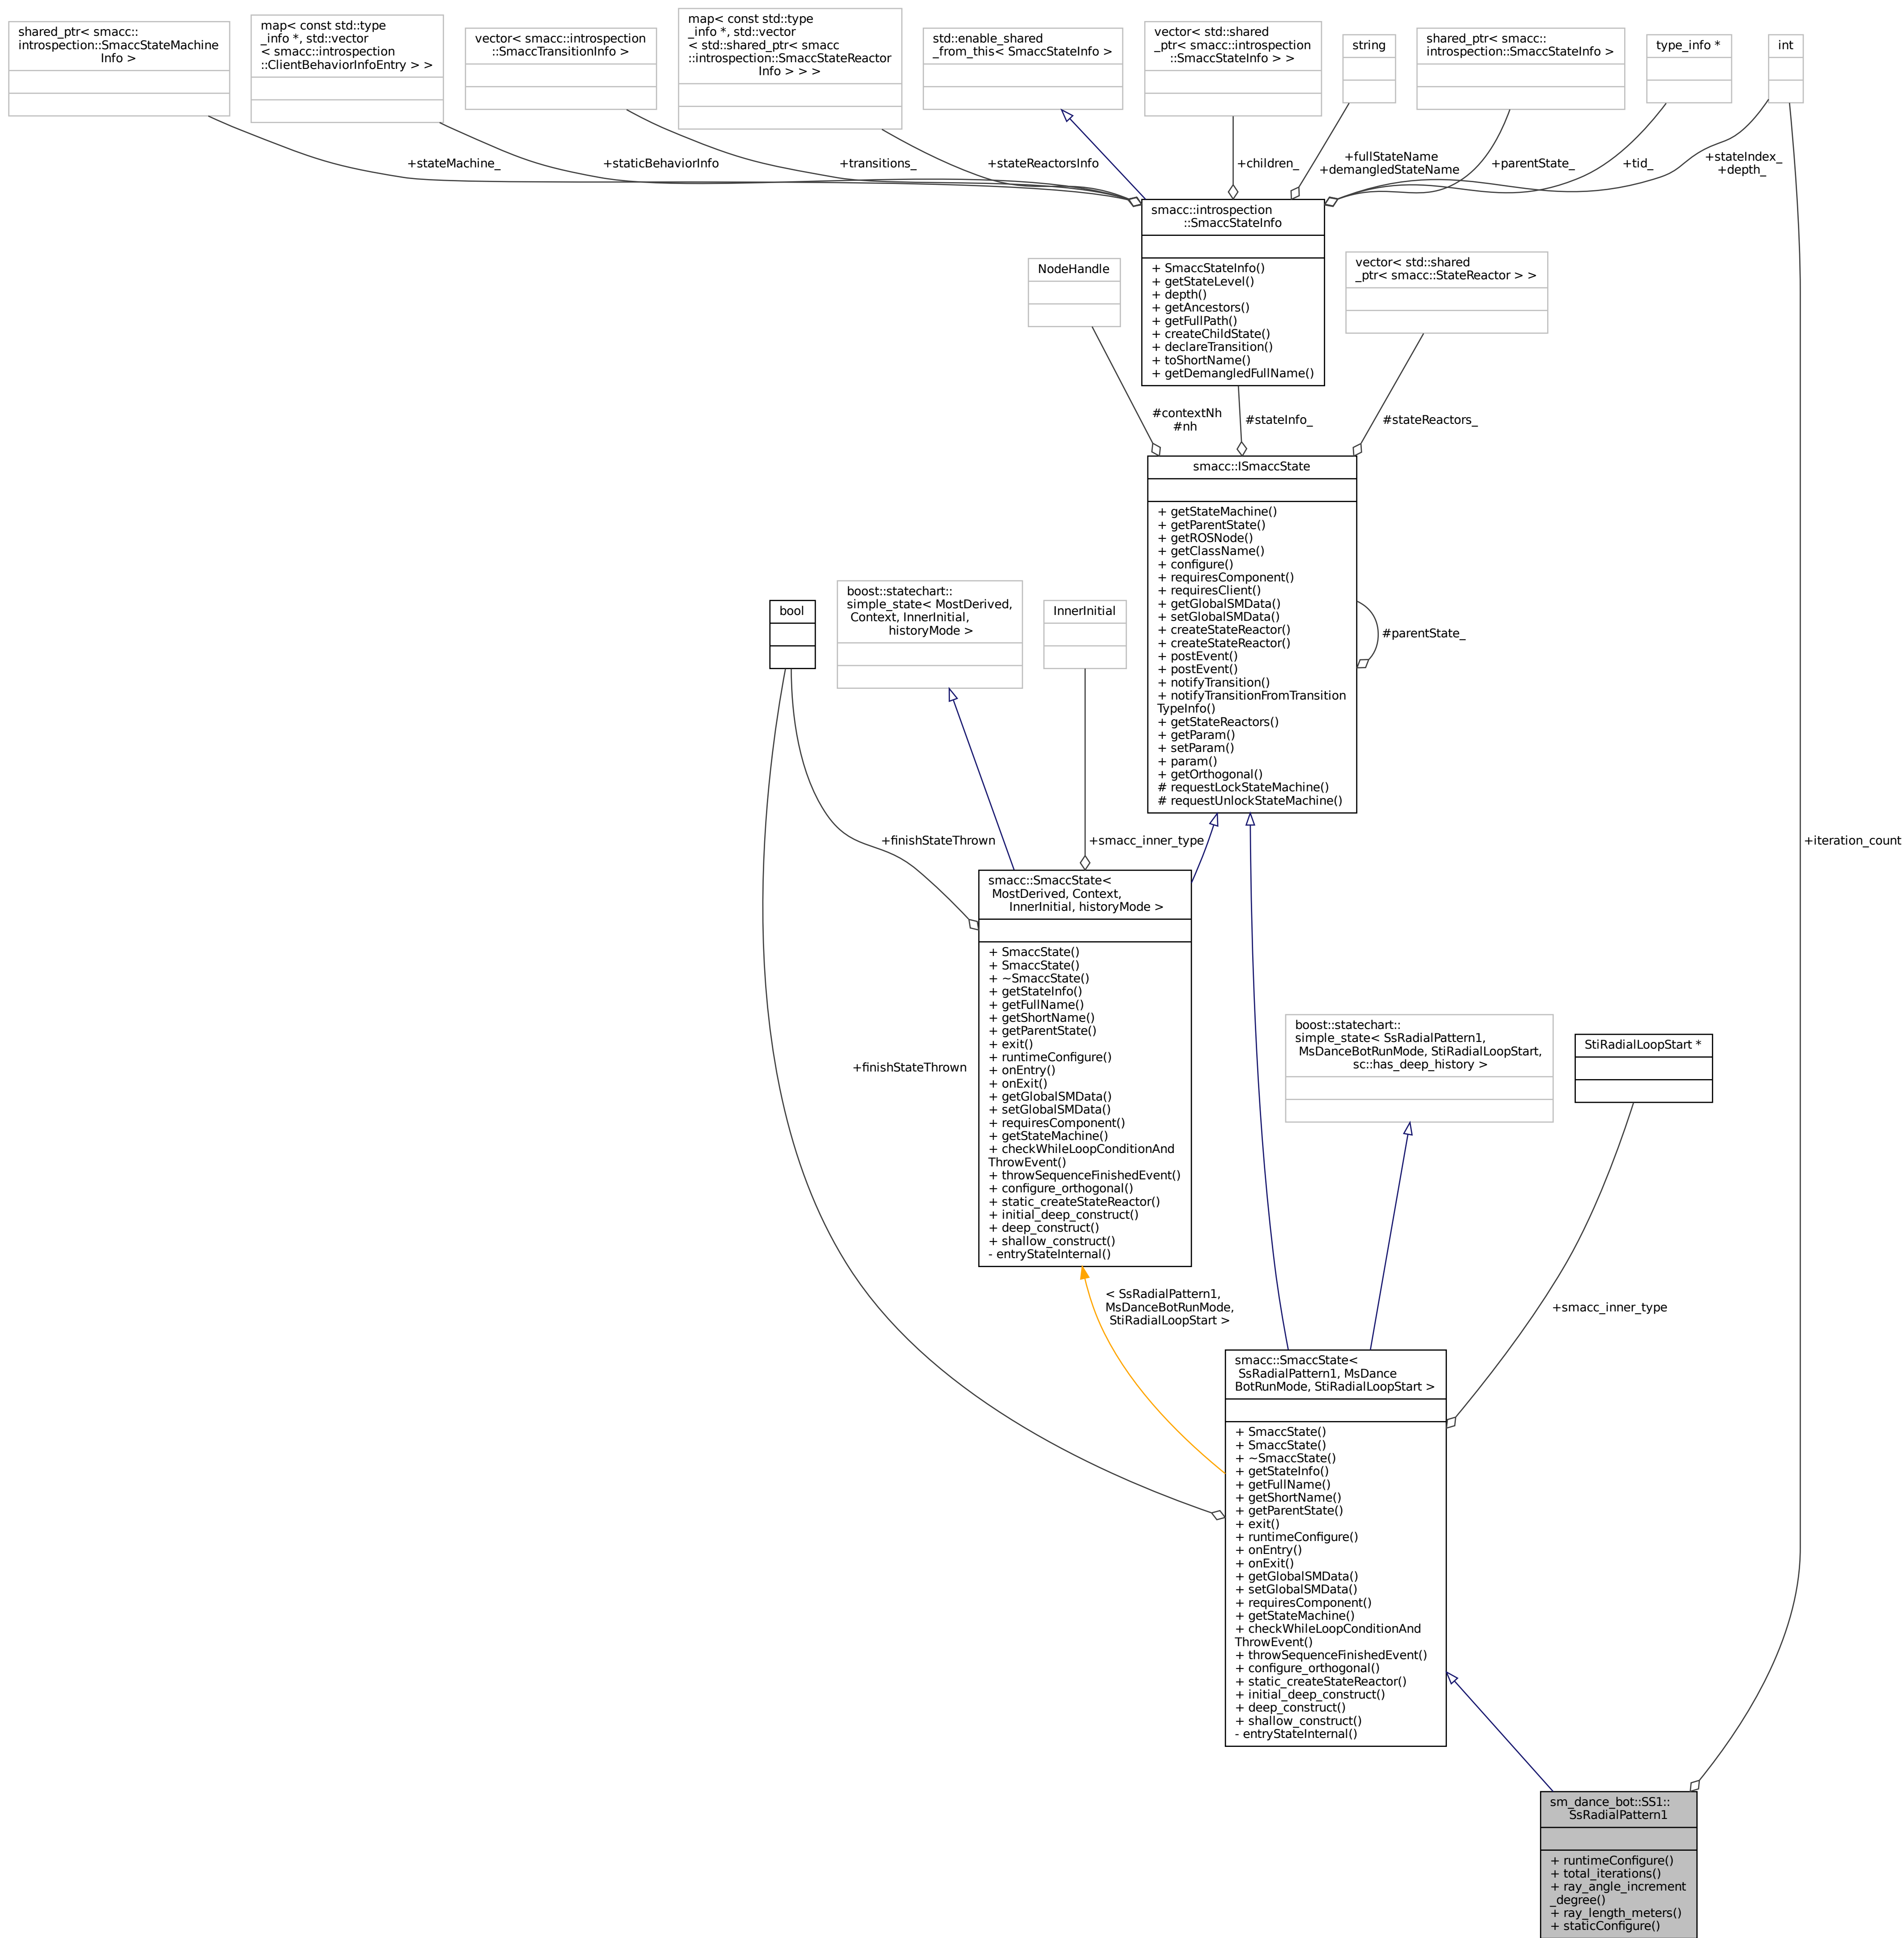 shared_ptr< smacc::
introspection::SmaccStateMachine
Info >
map< const std::type
_info *, std::vector
< smacc::introspection
::ClientBehaviorInfoEntry > >
vector< smacc::introspection
::SmaccTransitionInfo >
map< const std::type
_info *, std::vector
< std::shared_ptr< smacc
::introspection::SmaccStateReactor
Info > > >
std::enable_shared
_from_this< SmaccStateInfo >
vector< std::shared
_ptr< smacc::introspection
::SmaccStateInfo > >
string
shared_ptr< smacc::
introspection::SmaccStateInfo >
type_info *
int
+stateMachine_
+staticBehaviorInfo
+transitions_
+stateReactorsInfo
+children_
+fullStateName
+demangledStateName
+parentState_
+tid_
+stateIndex_
+depth_
smacc::introspection
::SmaccStateInfo
+ SmaccStateInfo()
+ getStateLevel()
+ depth()
+ getAncestors()
+ getFullPath()
+ createChildState()
+ declareTransition()
+ toShortName()
+ getDemangledFullName()
NodeHandle
vector< std::shared
_ptr< smacc::StateReactor > >
#contextNh
#nh
#stateInfo_
#stateReactors_
smacc::ISmaccState
+ getStateMachine()
+ getParentState()
+ getROSNode()
+ getClassName()
+ configure()
+ requiresComponent()
+ requiresClient()
+ getGlobalSMData()
+ setGlobalSMData()
+ createStateReactor()
+ createStateReactor()
+ postEvent()
+ postEvent()
+ notifyTransition()
+ notifyTransitionFromTransition
TypeInfo()
+ getStateReactors()
+ getParam()
+ setParam()
+ param()
+ getOrthogonal()
# requestLockStateMachine()
# requestUnlockStateMachine()
#parentState_
bool
boost::statechart::
simple_state< MostDerived,
Context, InnerInitial,
historyMode >
InnerInitial
+finishStateThrown
+smacc_inner_type
+iteration_count
smacc::SmaccState<
MostDerived, Context,
InnerInitial, historyMode >
+ SmaccState()
+ SmaccState()
+ ~SmaccState()
+ getStateInfo()
+ getFullName()
+ getShortName()
+ getParentState()
+ exit()
+ runtimeConfigure()
+ onEntry()
+ onExit()
+ getGlobalSMData()
+ setGlobalSMData()
+ requiresComponent()
+ getStateMachine()
+ checkWhileLoopConditionAnd
ThrowEvent()
+ throwSequenceFinishedEvent()
+ configure_orthogonal()
+ static_createStateReactor()
+ initial_deep_construct()
+ deep_construct()
+ shallow_construct()
- entryStateInternal()
+finishStateThrown
boost::statechart::
simple_state< SsRadialPattern1,
MsDanceBotRunMode, StiRadialLoopStart,
sc::has_deep_history >
StiRadialLoopStart *
< SsRadialPattern1,
MsDanceBotRunMode,
StiRadialLoopStart >
+smacc_inner_type
smacc::SmaccState<
SsRadialPattern1, MsDance
BotRunMode, StiRadialLoopStart >
+ SmaccState()
+ SmaccState()
+ ~SmaccState()
+ getStateInfo()
+ getFullName()
+ getShortName()
+ getParentState()
+ exit()
+ runtimeConfigure()
+ onEntry()
+ onExit()
+ getGlobalSMData()
+ setGlobalSMData()
+ requiresComponent()
+ getStateMachine()
+ checkWhileLoopConditionAnd
ThrowEvent()
+ throwSequenceFinishedEvent()
+ configure_orthogonal()
+ static_createStateReactor()
+ initial_deep_construct()
+ deep_construct()
+ shallow_construct()
- entryStateInternal()
sm_dance_bot::SS1::
SsRadialPattern1
+ runtimeConfigure()
+ total_iterations()
+ ray_angle_increment
_degree()
+ ray_length_meters()
+ staticConfigure()